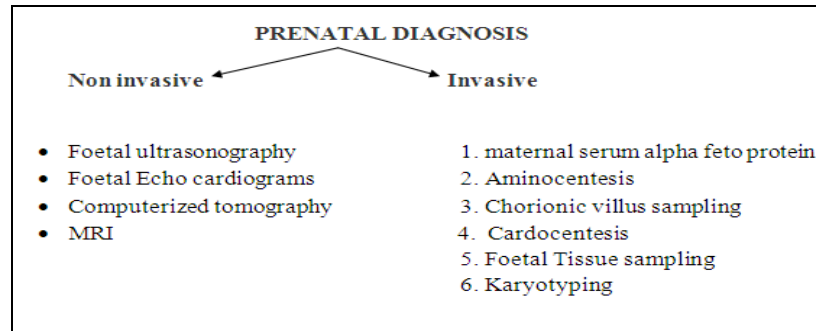 PRENATAL DIAGNOSIS
Non invasive
• Foetal ultrasonography
• Foetal Echo cardiograms
• Computerized tomography
• MRI
Invasive
1. maternal serum alpha feto protein
2. Aminocentesis
3. Chorionic villus sampling
4. Cardocentesis
5. Foetal Tissue sampling
6. Karyotyping